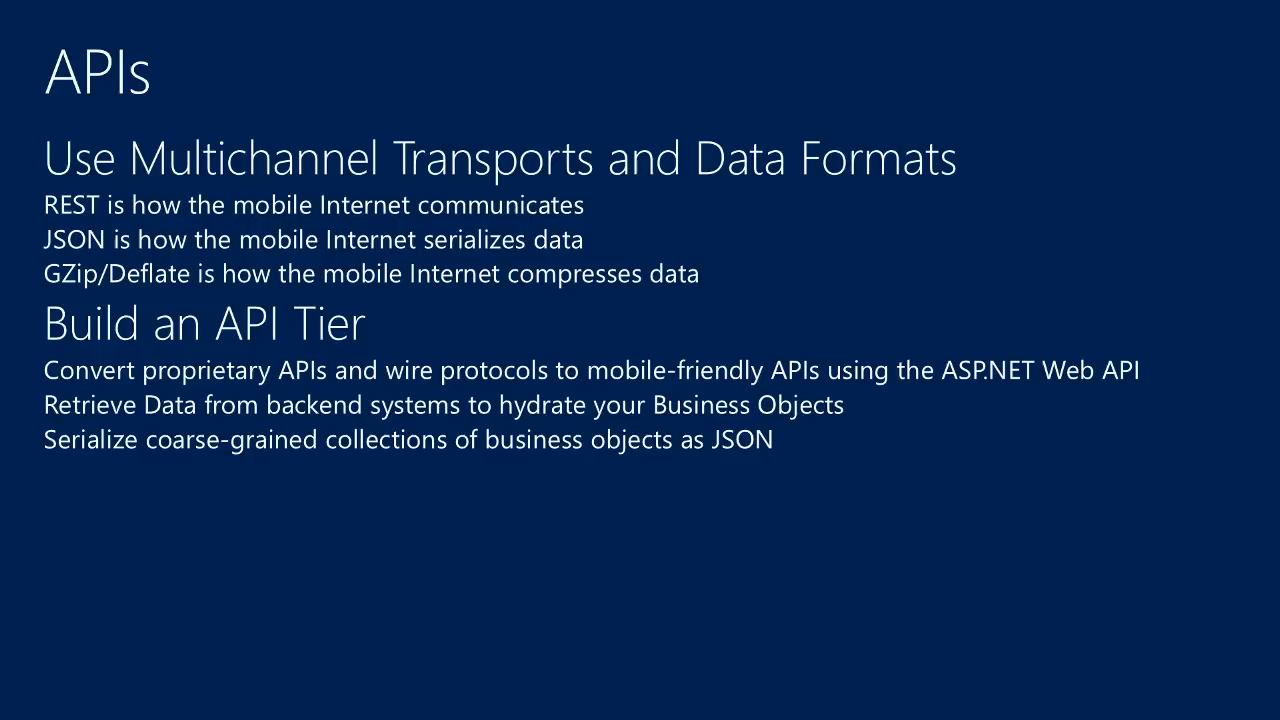 APIs
Use Multichannel Transports and Data Formats
REST is how the mobile Internet communicates
JSON is how the mobile Internet serializes data
GZip/Deflate is how the mobile Internet compresses data
Build an API Tier
Convert proprietary APIs and wire protocols to mobile-friendly APIs using the ASP.NET Web API
Retrieve Data from backend systems to hydrate your Business Objects
Serialize coarse-grained collections of business objects as JSON